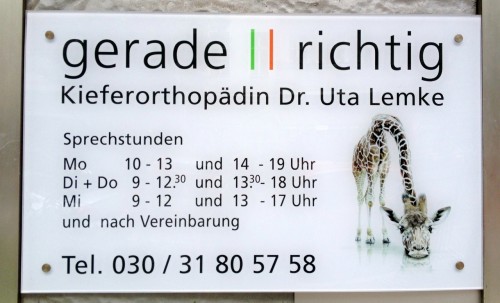 gerade || richtig
Kieferorthopädin Dr. Uta Lemke
Sprechstunden
Mo 10 - 13 und 14 - 19 Uhr
Di + Do 9 - 12.30 und 13.30 - 18 Uhr
Mi 9 - 12 und 13 - 17 Uhr
und nach Vereinbarung
Tel. 030 / 31 80 57 58